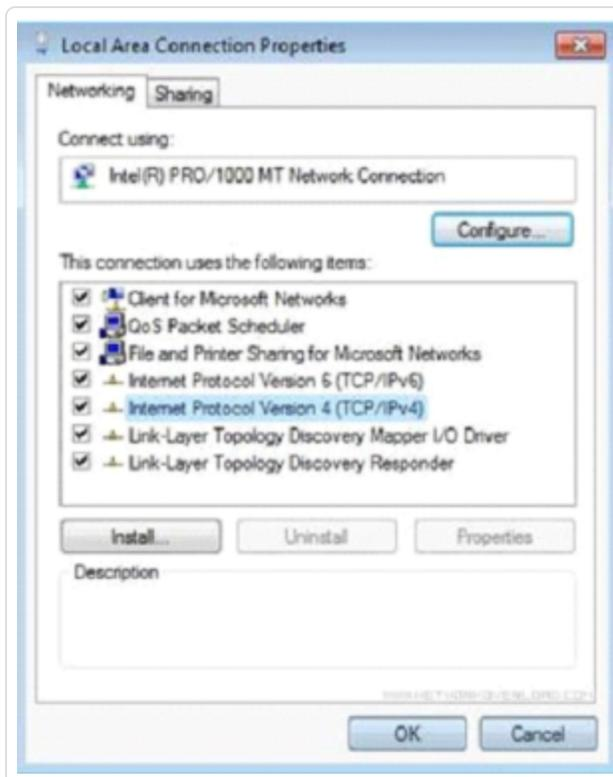 Local Area Connection Properties
Networking
Sharing
Connect using:
Intel(R) PRO/1000 MT Network Connection
Configure...
This connection uses the following items:
Client for Microsoft Networks
QoS Packet Scheduler
File and Printer Sharing for Microsoft Networks
Internet Protocol Version 6 (TCP/IPv6)
Internet Protocol Version 4 (TCP/IPv4)
Link-Layer Topology Discovery Mapper I/O Driver
Link-Layer Topology Discovery Responder
Install...
Uninstall
Properties
Description
OK
Cancel